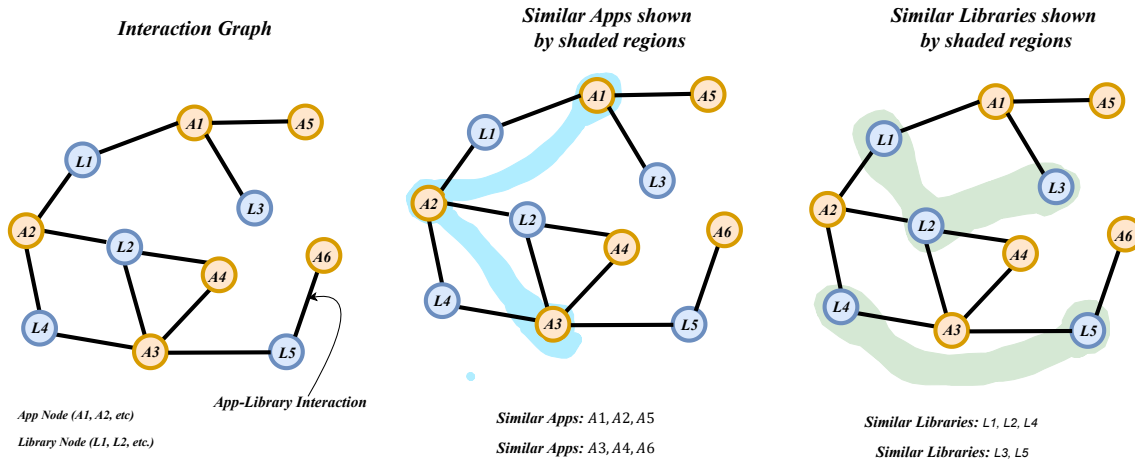 Interaction Graph
A1
A5
L1
L3
A2
L2
A6
A4
L4
A3
L5
App-Library Interaction
App Node (A1, A2, etc)
Library Node (L1, L2, etc.)
Similar Apps shown
by shaded regions
A1
A5
L1
L3
A2
L2
A6
A4
L4
A3
L5
Similar Apps: A1, A2, A5
Similar Apps: A3, A4, A6
Similar Libraries shown
by shaded regions
A1
A5
L1
L3
A2
L2
A6
A4
L4
A3
L5
Similar Libraries: L1, L2, L4
Similar Libraries: L3, L5